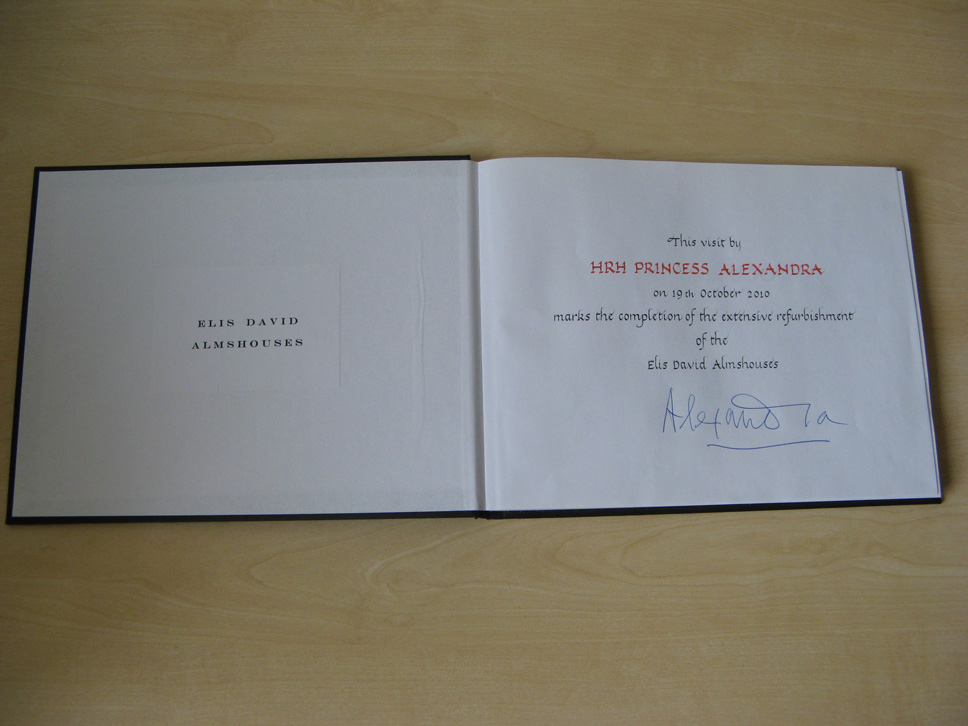 ELIS DAVID
ALMSHOUSES
This visit by
HRH PRINCESS ALEXANDRA
on 19th October 2010
marks the completion of the extensive refurbishment
of the
Elis David Almshouses
Alexandra